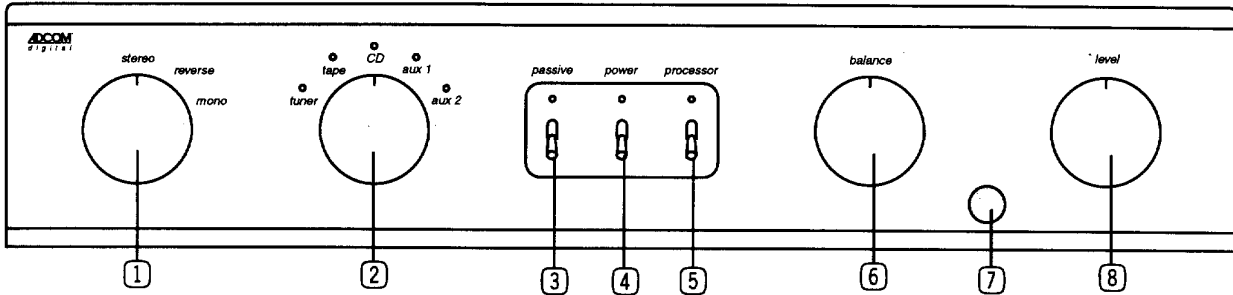 ADCOM
digital
stereo
reverse
mono
CD
tape
aux 1
tuner
aux 2
passive power processor
balance
level
1 2 3 4 5 6 7 8